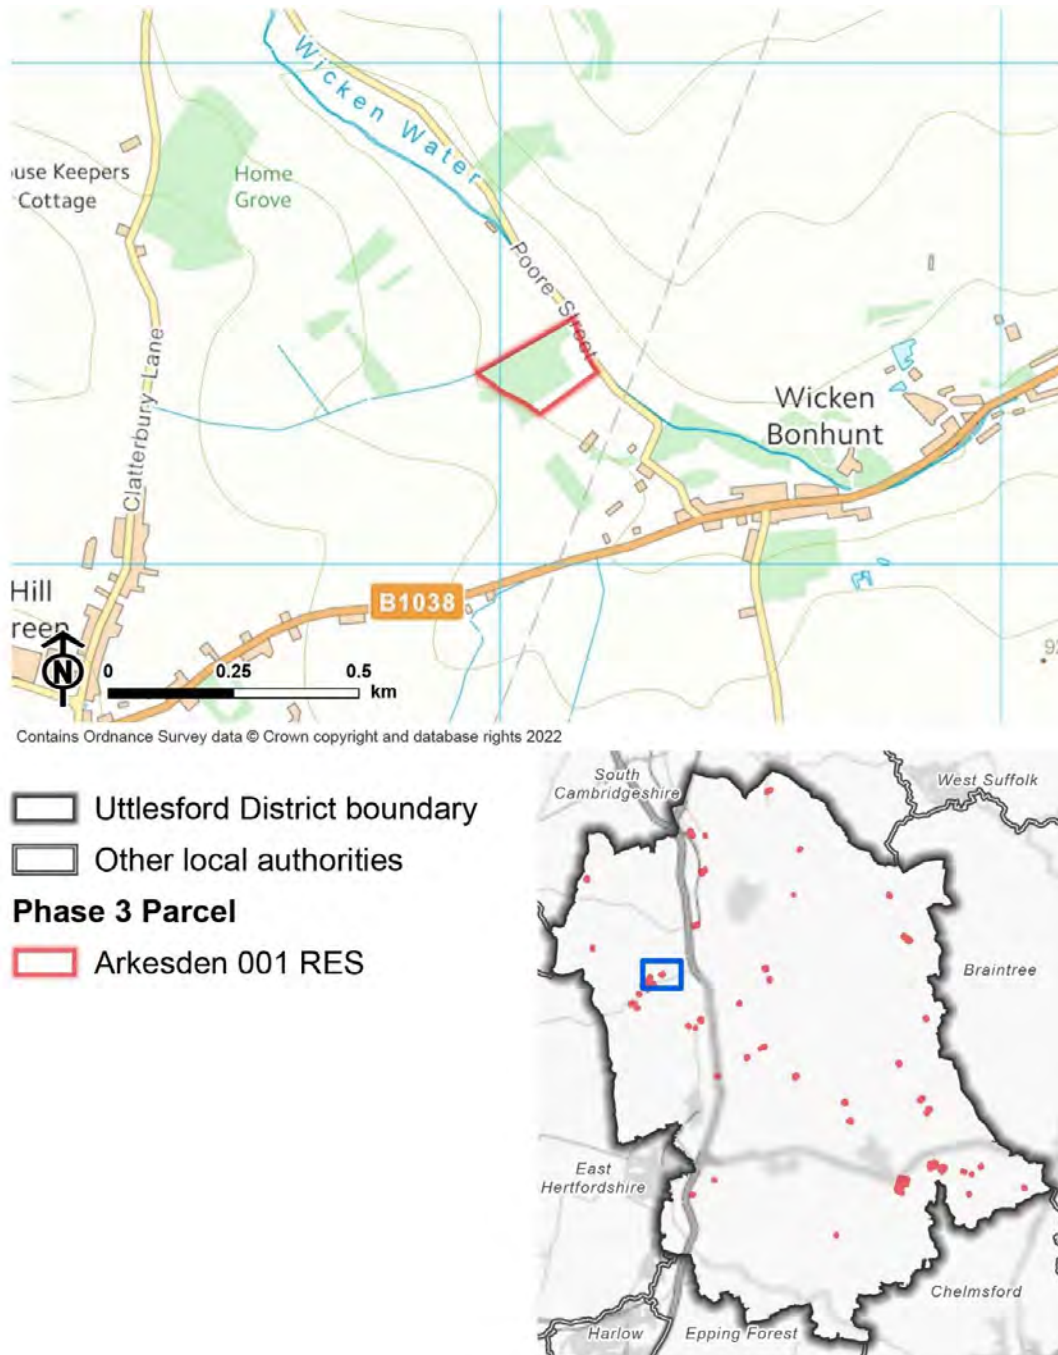 Wicken Water
use Keepers
Cottage
Home
Grove
Poore Street
Clatterbury Lane
Wicken
Bonhunt
Hill
reen
B1038
92
N
0 0.25 0.5
km
Contains Ordnance Survey data © Crown copyright and database rights 2022
Uttlesford District boundary
Other local authorities
Phase 3 Parcel
Arkesden 001 RES
South
Cambridgeshire
West Suffolk
Braintree
East
Hertfordshire
Chelmsford
Harlow
Epping Forest